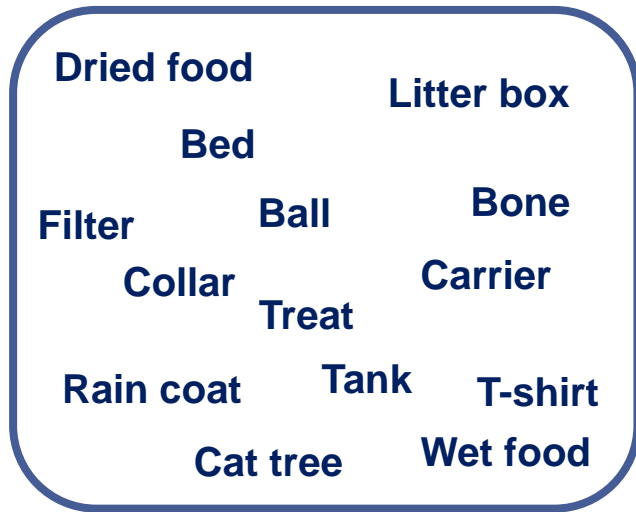 Dried food
Litter box
Bed
Bone
Ball
Filter
Carrier
Collar
Treat
Tank
Rain coat
T-shirt
Wet food
Cat tree